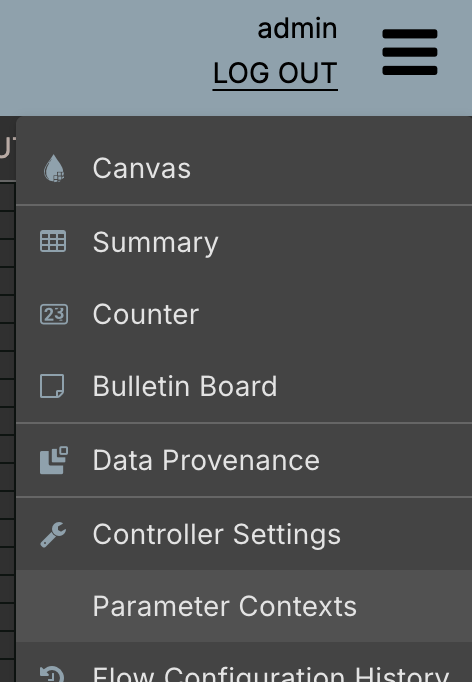 admin
LOG OUT
Canvas
Summary
23
Counter
Bulletin Board
Data Provenance
Controller Settings
Parameter Contexts
Flow Configuration History